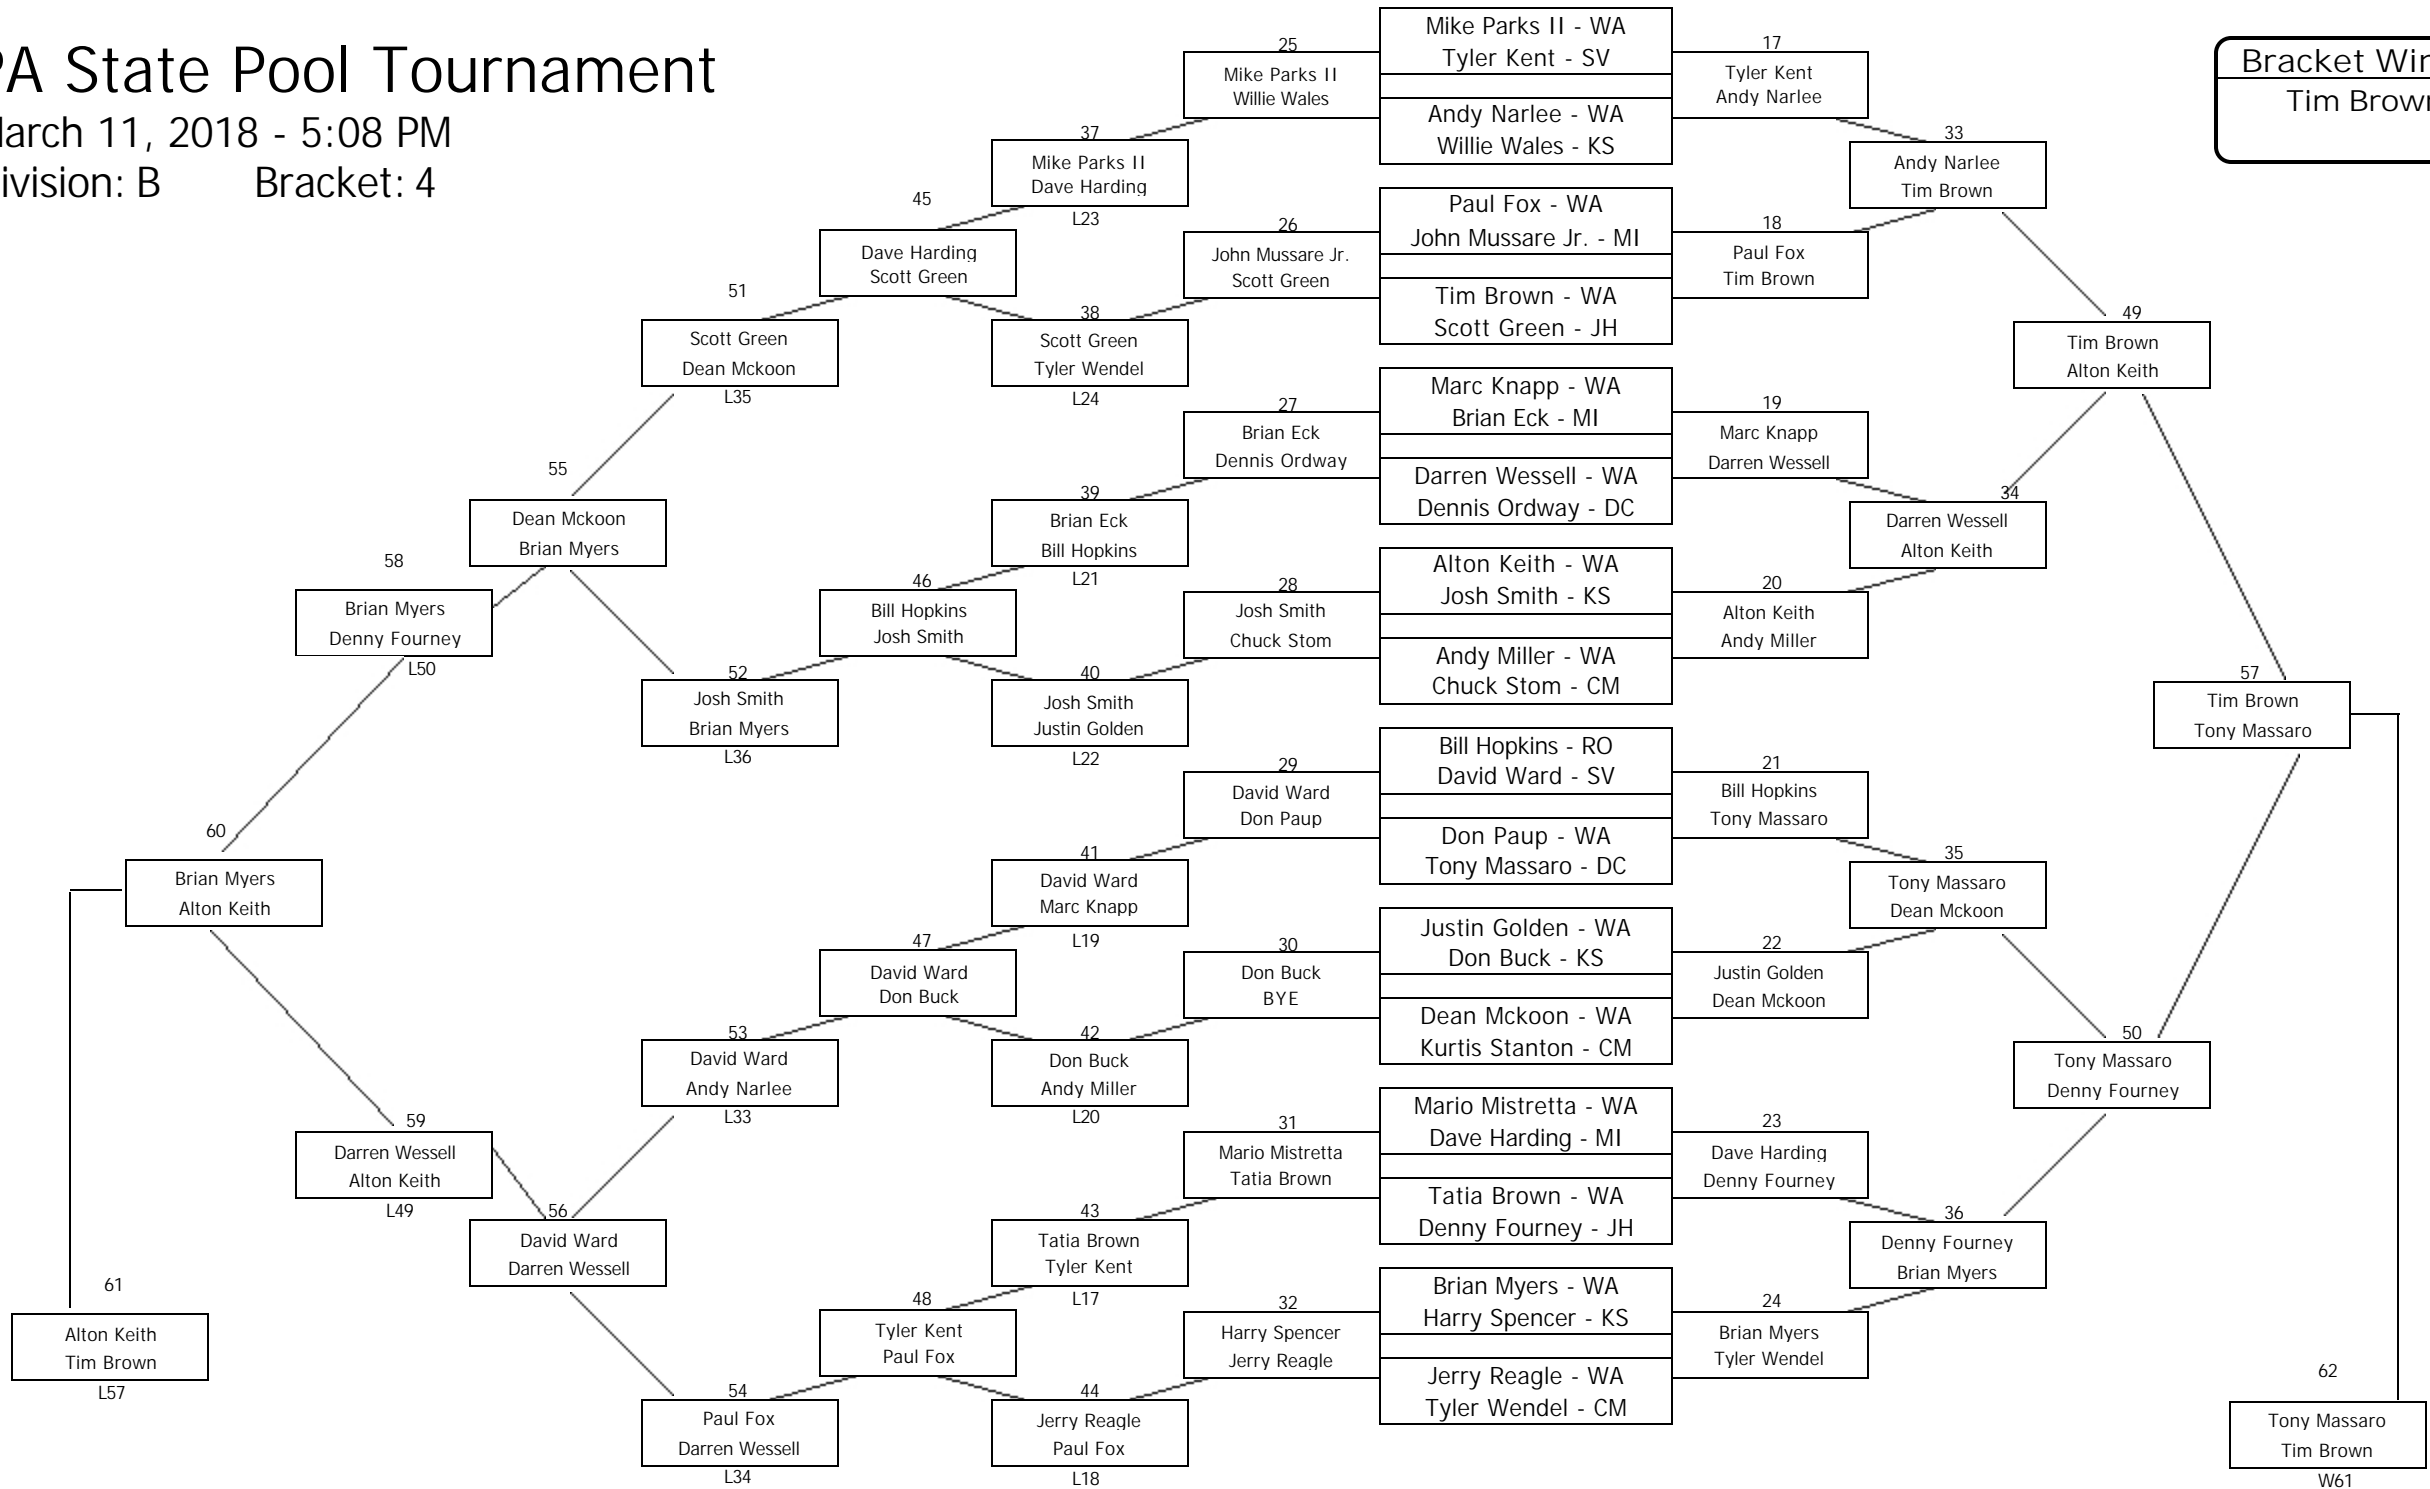 PA State Pool Tournament
March 11, 2018 - 5:08 PM
Division: B Bracket: 4
Bracket Win
Tim Brown
25
Mike Parks II
Willie Wales
37
Mike Parks II
Dave Harding
L23
45
Dave Harding
Scott Green
26
John Mussare Jr.
Scott Green
51
Scott Green
Dean Mckoon
L35
38
Scott Green
Tyler Wendel
L24
27
Brian Eck
Dennis Ordway
55
Dean Mckoon
Brian Myers
39
Brian Eck
Bill Hopkins
L21
58
Brian Myers
Denny Fourney
L50
46
Bill Hopkins
Josh Smith
28
Josh Smith
Chuck Stom
52
Josh Smith
Brian Myers
L36
40
Josh Smith
Justin Golden
L22
29
David Ward
Don Paup
60
Brian Myers
Alton Keith
41
David Ward
Marc Knapp
L19
47
David Ward
Don Buck
30
Don Buck
BYE
53
David Ward
Andy Narlee
L33
42
Don Buck
Andy Miller
L20
59
Darren Wessell
Alton Keith
L49
31
Mario Mistretta
Tatia Brown
56
David Ward
Darren Wessell
43
Tatia Brown
Tyler Kent
L17
61
Alton Keith
Tim Brown
L57
48
Tyler Kent
Paul Fox
32
Harry Spencer
Jerry Reagle
54
Paul Fox
Darren Wessell
L34
44
Jerry Reagle
Paul Fox
L18
Mike Parks II - WA
Tyler Kent - SV
Andy Narlee - WA
Willie Wales - KS
Paul Fox - WA
John Mussare Jr. - MI
Tim Brown - WA
Scott Green - JH
Marc Knapp - WA
Brian Eck - MI
Darren Wessell - WA
Dennis Ordway - DC
Alton Keith - WA
Josh Smith - KS
Andy Miller - WA
Chuck Stom - CM
Bill Hopkins - RO
David Ward - SV
Don Paup - WA
Tony Massaro - DC
Justin Golden - WA
Don Buck - KS
Dean Mckoon - WA
Kurtis Stanton - CM
Mario Mistretta - WA
Dave Harding - MI
Tatia Brown - WA
Denny Fourney - JH
Brian Myers - WA
Harry Spencer - KS
Jerry Reagle - WA
Tyler Wendel - CM
17
Tyler Kent
Andy Narlee
33
Andy Narlee
Tim Brown
18
Paul Fox
Tim Brown
49
Tim Brown
Alton Keith
19
Marc Knapp
Darren Wessell
34
Darren Wessell
Alton Keith
20
Alton Keith
Andy Miller
57
Tim Brown
Tony Massaro
21
Bill Hopkins
Tony Massaro
35
Tony Massaro
Dean Mckoon
22
Justin Golden
Dean Mckoon
50
Tony Massaro
Denny Fourney
23
Dave Harding
Denny Fourney
36
Denny Fourney
Brian Myers
24
Brian Myers
Tyler Wendel
62
Tony Massaro
Tim Brown
W61